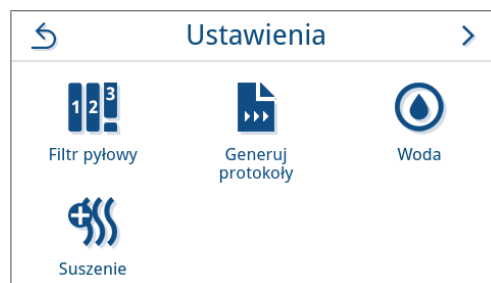 Ustawienia
1 2 3
Filtr pyłowy
Generuj
protokoły
Woda
Suszenie